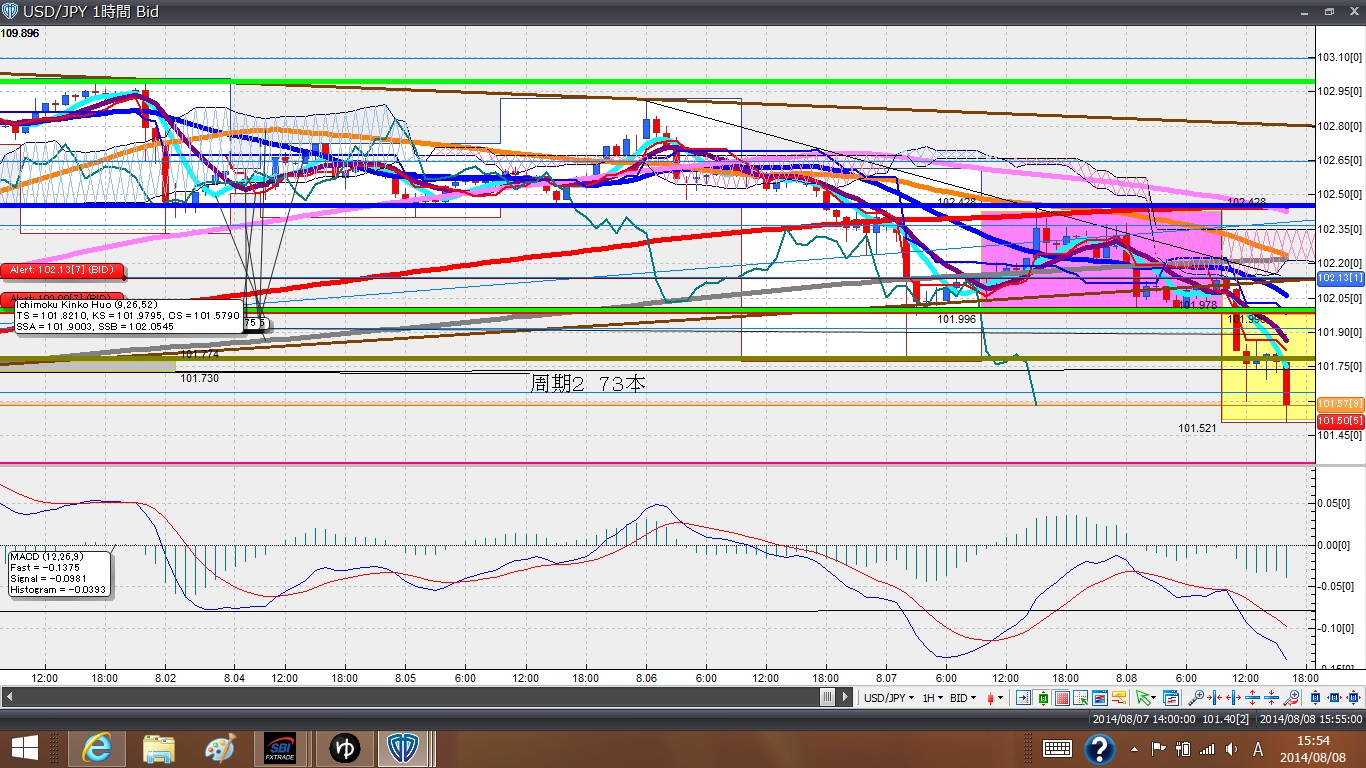 USD/JPY 1時間 Bid
109.896
103.10[0]
102.95[0]
102.80[0]
102.65[0]
102.50[0]
102.35[0]
102.20[0]
102.13[1]
102.05[0]
101.90[0]
101.75[0]
101.57[9]
101.50[5]
101.45[0]
102.428
102.428
Alert: 102.13[7] (BID)
Ichimoku Kinko Huo (9,26,52)
TS = 101.8210, KS = 101.9795, CS = 101.5790
SSA = 101.9003, SSB = 102.0545
101.978
101.996
101.774
101.730
周期2 73本
101.521
MACD (12,26,9)
Fast = -0.1375
Signal = -0.0981
Histogram = -0.0393
0.05[0]
0.00[0]
-0.05[0]
-0.10[0]
12:00 18:00 8.02 6:00 18:00 8.04 12:00 18:00 8.05 6:00 12:00 18:00 8.06 6:00 12:00 18:00 8.07 6:00 12:00 18:00 8.08 6:00 12:00 18:00
USD/JPY 1H BID
2014/08/07 14:00:00 101.40[2] 2014/08/08 15:55:00
SBI
FXTRADE
ゆ
A
15:54
2014/08/08